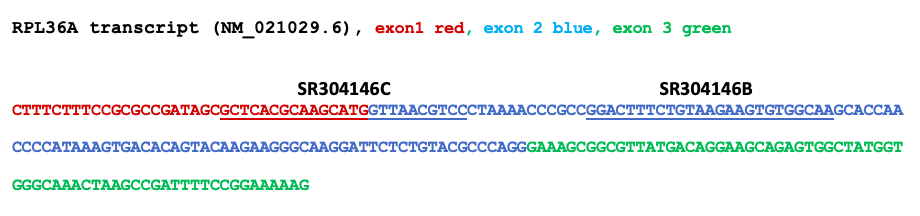 RPL36A transcript (NM_021029.6), exon1 red, exon 2 blue, exon 3 green
SR304146C SR304146B
CTTTCTTTCCGCGCCGATAGCGCTCACGCAAGCATGGTTAACGTCCCTAAAACCCGCCGGACTTTCTGTAAGAAGTGTGGCAAGCACCAA
CCCCATAAAGTGACACAGTACAAGAAGGGCAAGGATTCTCTGTACGCCCAGGGAAAGCGGCGTTATGACAGGAAGCAGAGTGGCTATGGT
GGGCAAACTAAGCCGATTTTCCGGAAAAAG